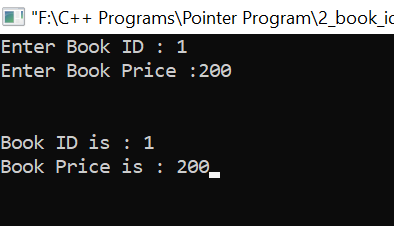 "F:\C++ Programs\Pointer Program\2_book_ic
Enter Book ID : 1
Enter Book Price :200
Book ID is : 1
Book Price is : 200